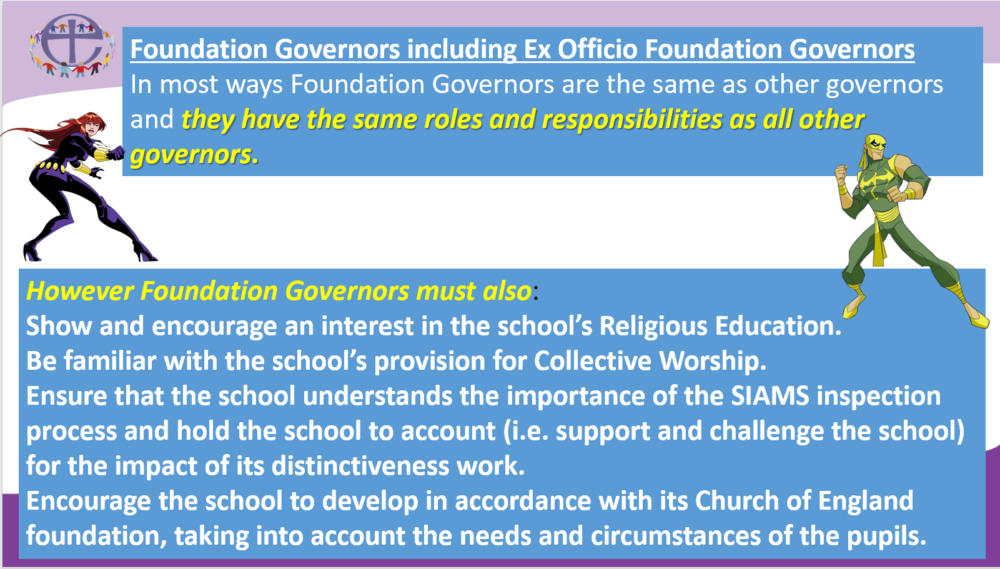 Foundation Governors including Ex Officio Foundation Governors
In most ways Foundation Governors are the same as other governors
and they have the same roles and responsibilities as all other
governors.
However Foundation Governors must also:
Show and encourage an interest in the school’s Religious Education.
Be familiar with the school’s provision for Collective Worship.
Ensure that the school understands the importance of the SIAMS inspection
process and hold the school to account (i.e. support and challenge the school)
for the impact of its distinctiveness work.
Encourage the school to develop in accordance with its Church of England
foundation, taking into account the needs and circumstances of the pupils.